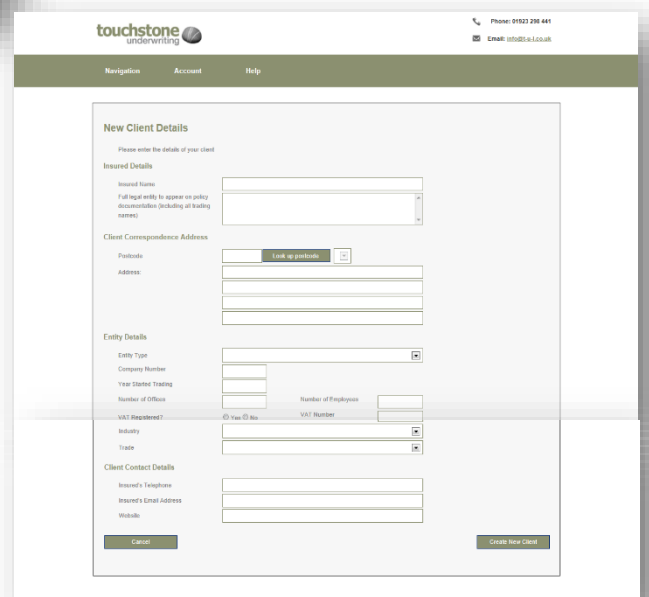 touchstone
underwriting
Phone: 01923 298 441
Email: info@t-u-l.co.uk
Navigation Account Help
New Client Details
Please enter the details of your client
Insured Details
Insured Name
Full legal entity to appear on policy
documentation (including all trading
names)
Client Correspondence Address
Postcode Look up postcode
Address:
Entity Details
Entity Type
Company Number
Year Started Trading
Number of Offices Number of Employees
VAT Registered? Yes No VAT Number
Industry
Trade
Client Contact Details
Insured's Telephone
Insured's Email Address
Website
Cancel Create New Client